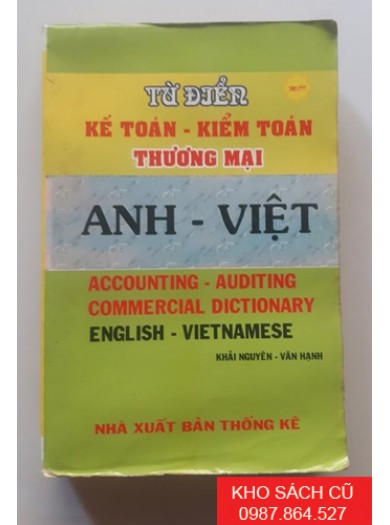 TỪ ĐIỂN
KẾ TOÁN - KIỂM TOÁN
THƯƠNG MẠI
ANH - VIỆT
ACCOUNTING - AUDITING
COMMERCIAL DICTIONARY
ENGLISH - VIETNAMESE
KHẢI NGUYÊN - VĂN HẠNH
NHÀ XUẤT BẢN THỐNG KÊ
KHO SÁCH CŨ
0987.864.527